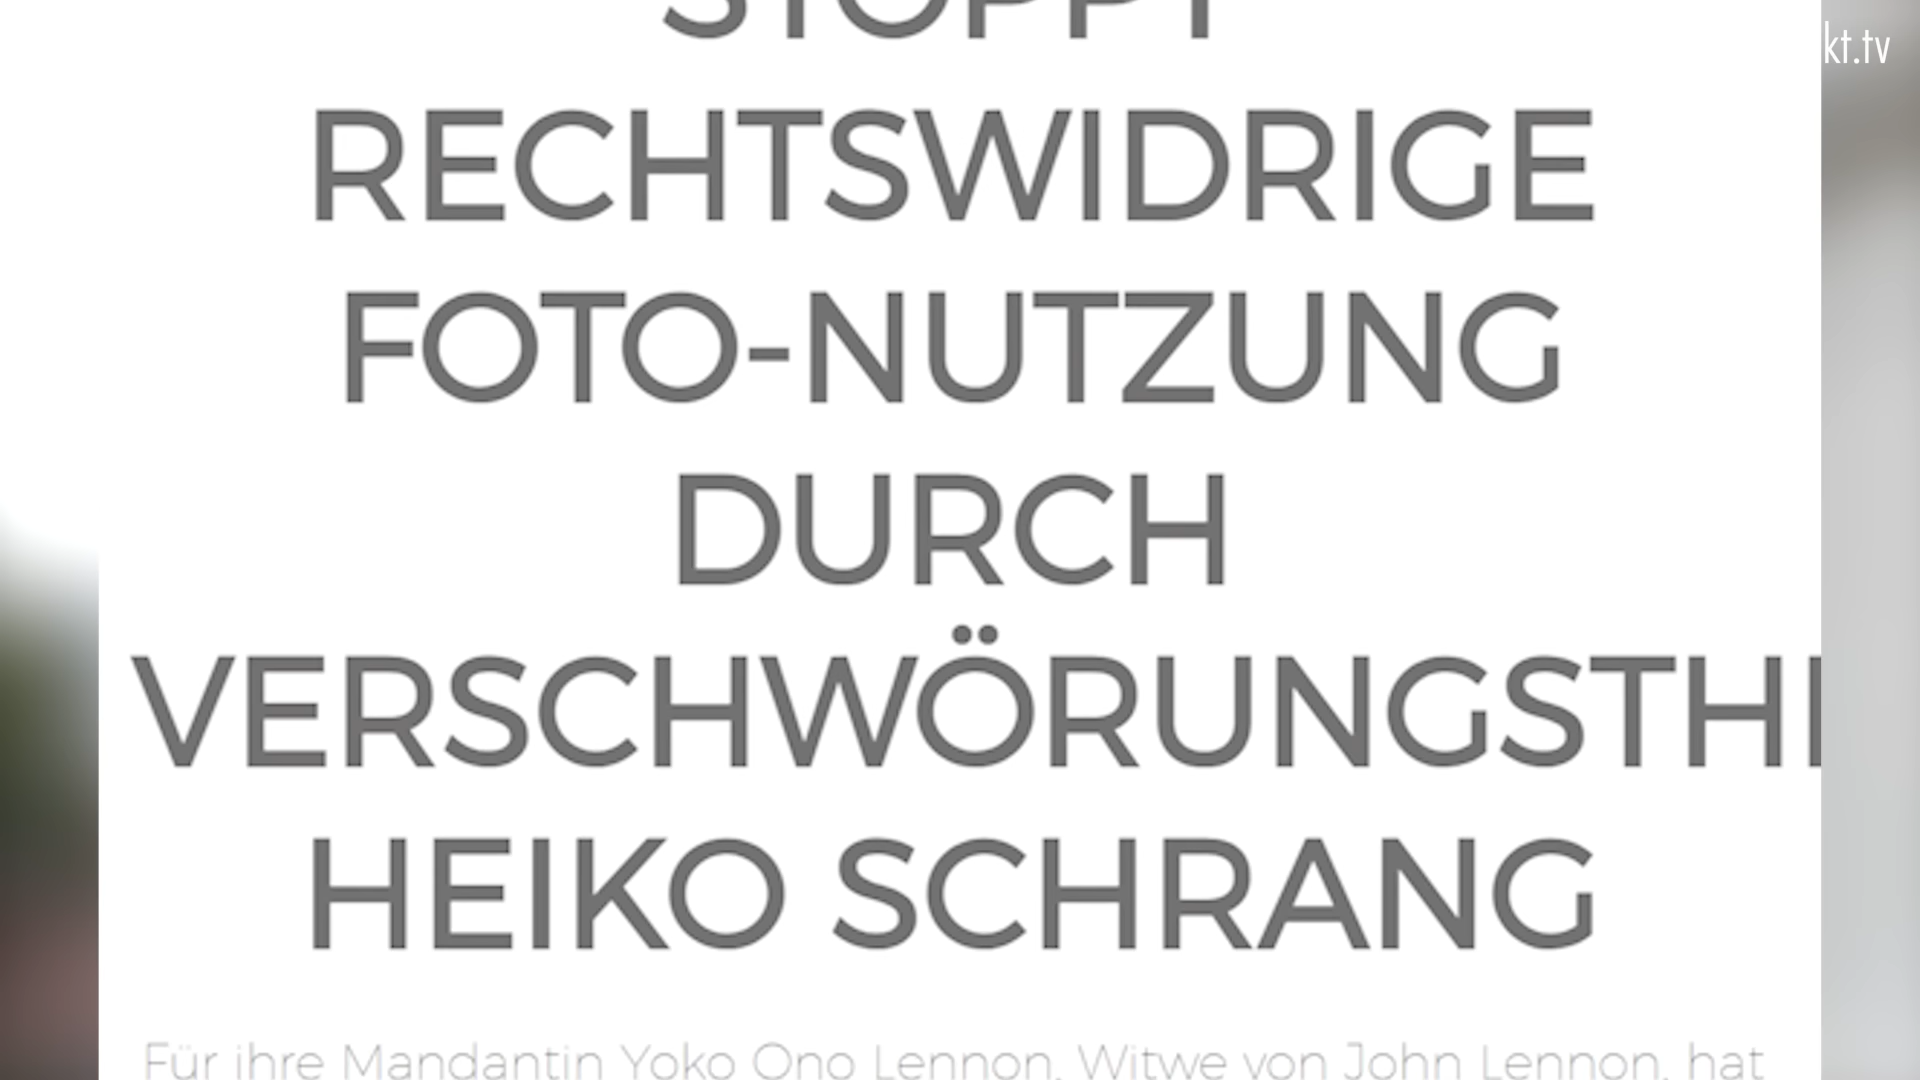 STOPPT
kt.tv
RECHTSWIDRIGE
FOTO-NUTZUNG
DURCH
VERSCHWÖRUNGSTH
HEIKO SCHRANG
Für ihre Mandantin Yoko Ono Lennon, Witwe von John Lennon, hat